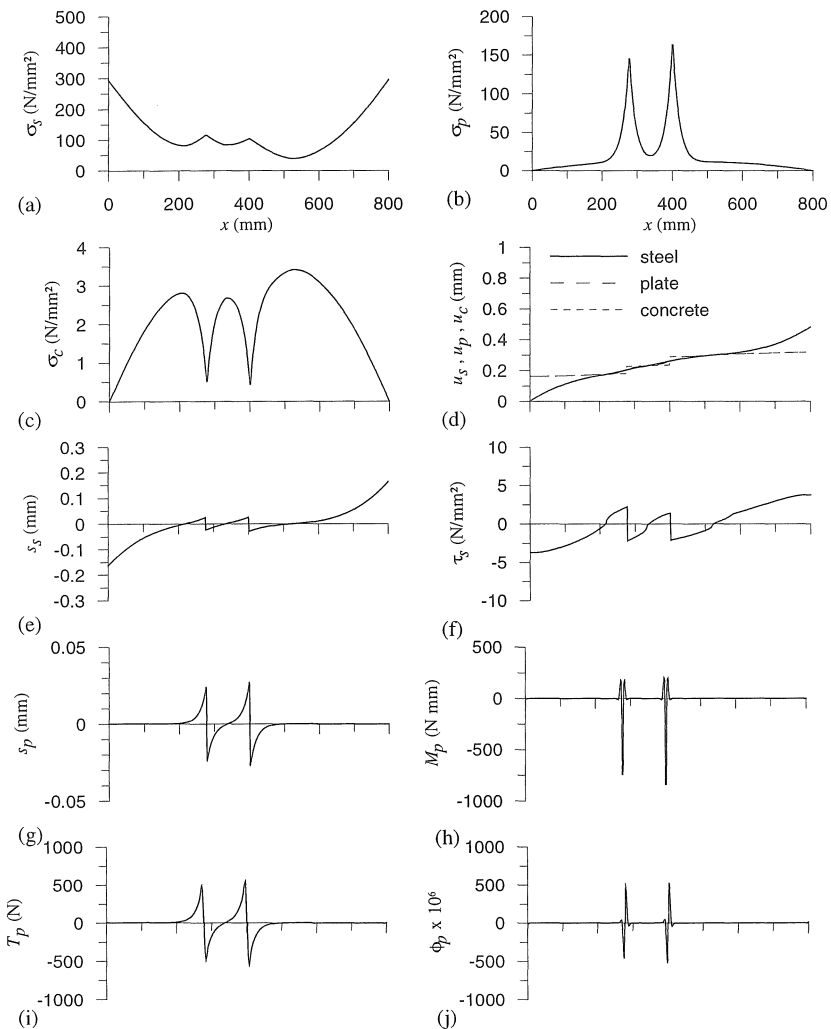 500
400
300
200
100
0
σs (N/mm²)
0 200 400 600 800
x (mm)
(a)
200
150
100
50
0
σp (N/mm²)
0 200 400 600 800
x (mm)
(b)
4
3
2
1
0
σc (N/mm²)
(c)
1
0.8
0.6
0.4
0.2
0
us , up , uc (mm)
steel
plate
concrete
(d)
0.3
0.2
0.1
0
-0.1
-0.2
-0.3
ss (mm)
(e)
10
5
0
-5
-10
τs (N/mm²)
(f)
0.05
0
-0.05
sp (mm)
(g)
500
0
-500
-1000
Mp (N mm)
(h)
1000
500
0
-500
-1000
Tp (N)
(i)
1000
500
0
-500
-1000
ϕp x 10⁶
(j)